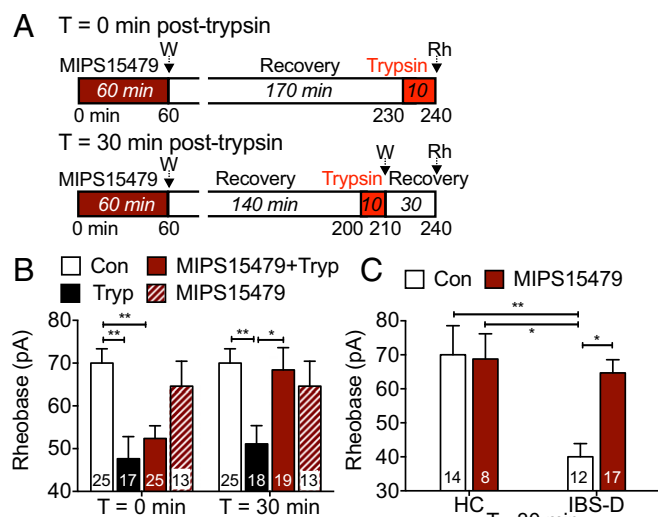 A T = 0 min post-trypsin
W Rh
MIPS15479 Recovery Trypsin
60 min 170 min 10
0 min 60 230 240
T = 30 min post-trypsin
W Rh
MIPS15479 Recovery Trypsin Recovery
60 min 140 min 10 30
0 min 60 200 210 240
B Con MIPS15479+Tryp
Tryp MIPS15479
** ** ** *
Rheobase (pA)
80
70
60
50
40
25 17 25 13 25 18 19 13
T = 0 min T = 30 min
C Con MIPS15479
** * *
Rheobase (pA)
80
70
60
50
40
30
14 8 12 17
HC IBS-D